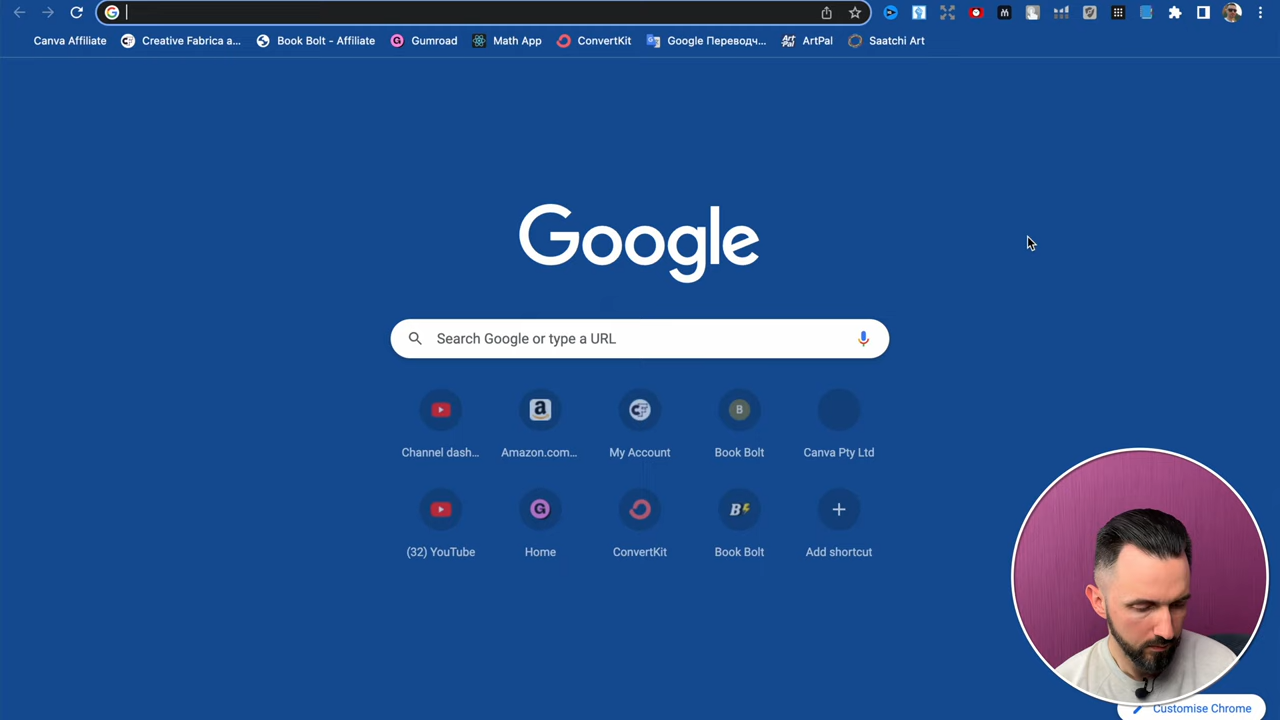 Canva Affiliate Creative Fabrica a... Book Bolt - Affiliate Gumroad Math App ConvertKit Google Переводч... ArtPal Saatchi Art
Google
Search Google or type a URL
Channel dash... Amazon.com... My Account Book Bolt Canva Pty Ltd
(32) YouTube Home ConvertKit Book Bolt Add shortcut
Customise Chrome